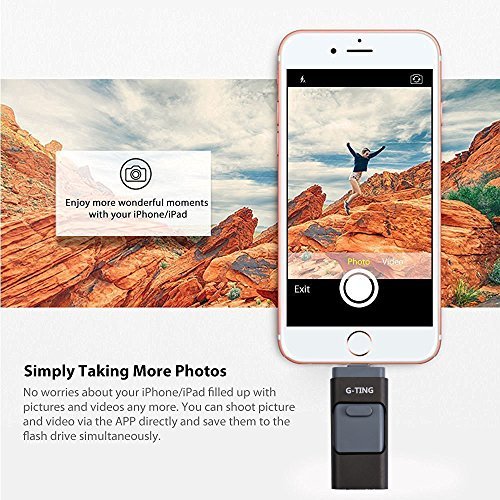 Enjoy more wonderful moments
with your iPhone/iPad
Photo
Video
Exit
G-TING
Simply Taking More Photos
No worries about your iPhone/iPad filled up with
pictures and videos any more. You can shoot picture
and video via the APP directly and save them to the
flash drive simultaneously.